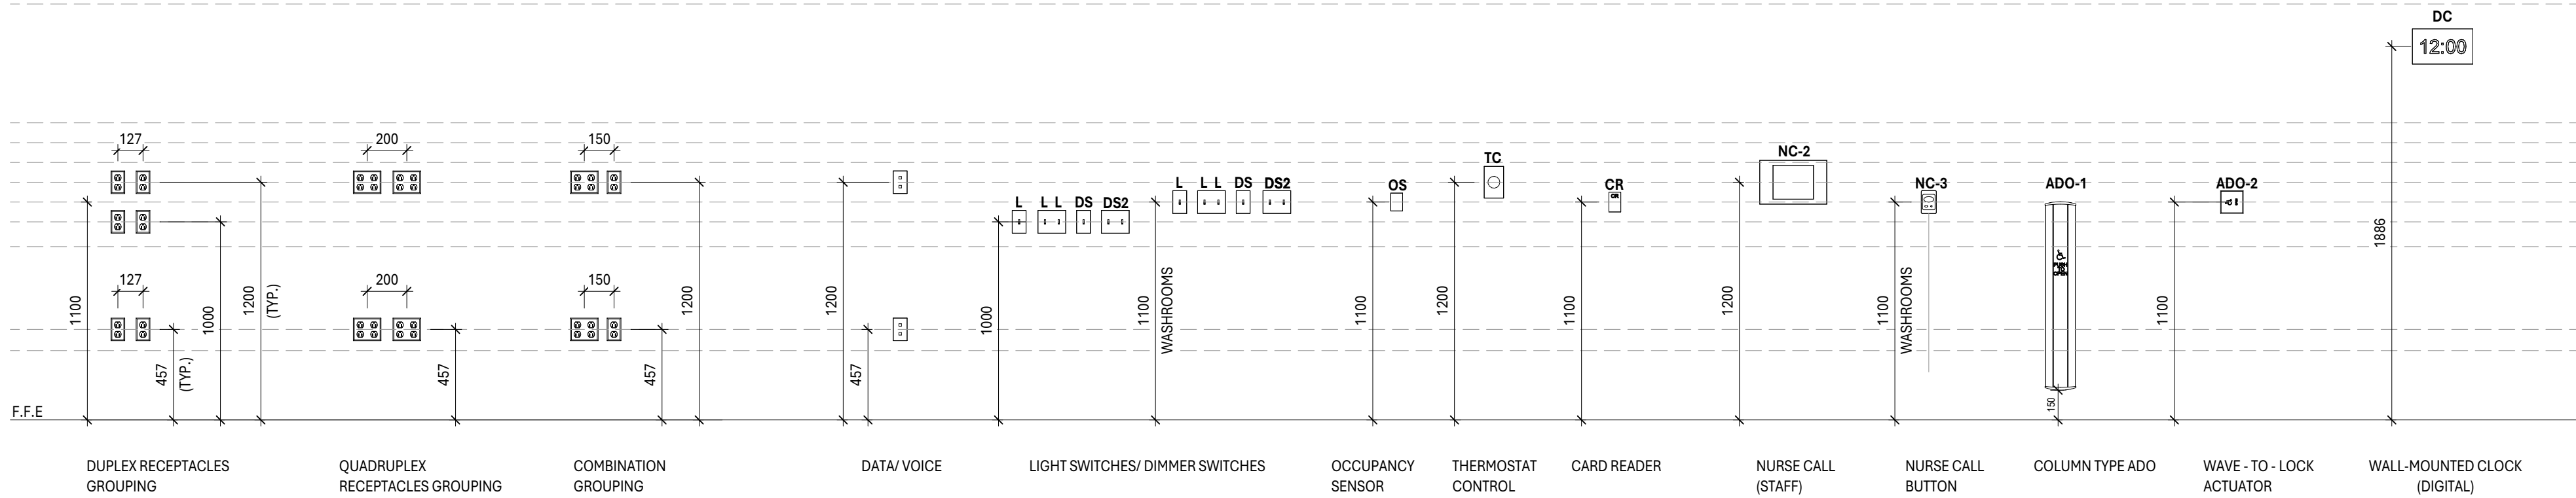 DC
12:00
127
200
150
NC-2
TC
L
L L
DS
DS2
OS
CR
NC-3
ADO-1
ADO-2
L
L L
DS
DS2
1886
127
200
150
1100
457
(TYP.)
1000
1200
(TYP.)
457
457
1200
1200
457
1000
1100
WASHROOMS
1100
1200
1100
1200
1100
WASHROOMS
150
1100
F.F.E
DUPLEX RECEPTACLES
GROUPING
QUADRUPLEX
RECEPTACLES GROUPING
COMBINATION
GROUPING
DATA/ VOICE
LIGHT SWITCHES/ DIMMER SWITCHES
OCCUPANCY
SENSOR
THERMOSTAT
CONTROL
CARD READER
NURSE CALL
(STAFF)
NURSE CALL
BUTTON
COLUMN TYPE ADO
WAVE - TO - LOCK
ACTUATOR
WALL-MOUNTED CLOCK
(DIGITAL)